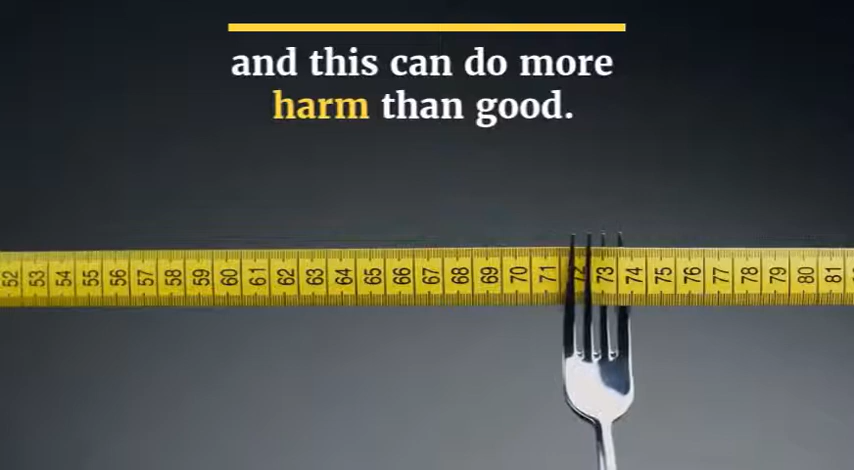 and this can do more
harm than good.
52 53 54 55 56 57 58 59 60 61 62 63 64 65 66 67 68 69 70 71 72 73 74 75 76 77 78 79 80 81